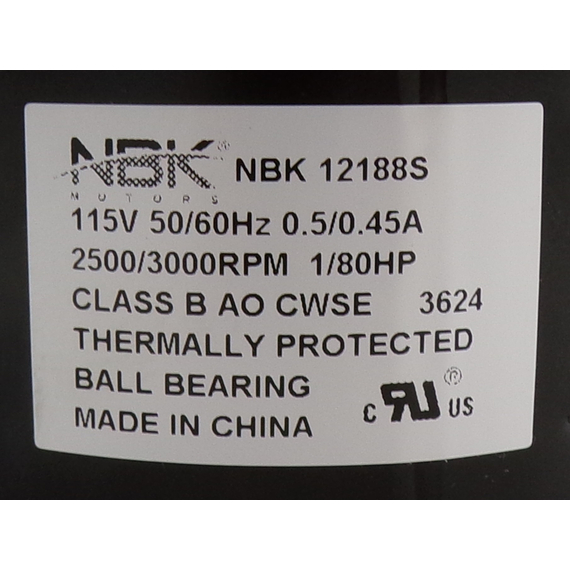 NBK® NBK 12188S
MOTORS
115V 50/60Hz 0.5/0.45A
2500/3000RPM 1/80HP
CLASS B AO CWSE 3624
THERMALLY PROTECTED
BALL BEARING
MADE IN CHINA
C RU US ®